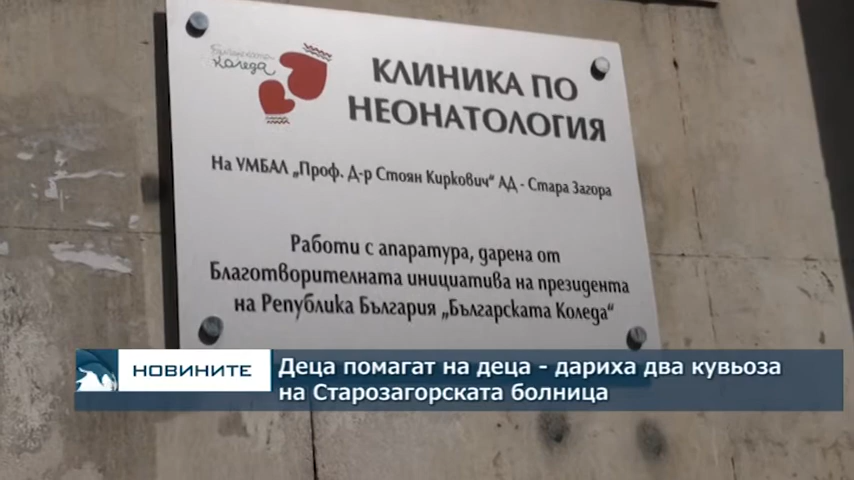 Българската
Коледа
КЛИНИКА ПО
НЕОНАТОЛОГИЯ
На УМБАЛ „Проф. Д-р Стоян Киркович“ АД - Стара Загора
Работи с апаратура, дарена от
Благотворителната инициатива на президента
на Република България „Българската Коледа“
НОВИНИТЕ
Деца помагат на деца - дариха два кувьоза
на Старозагорската болница